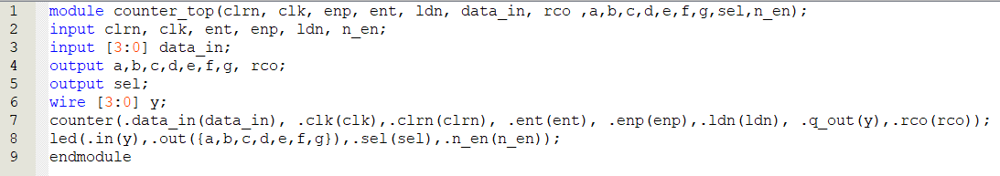 1 module counter_top(clrn, clk, enp, ent, ldn, data_in, rco ,a,b,c,d,e,f,g,sel,n_en);
2 input clrn, clk, ent, enp, ldn, n_en;
3 input [3:0] data_in;
4 output a,b,c,d,e,f,g, rco;
5 output sel;
6 wire [3:0] y;
7 counter(.data_in(data_in), .clk(clk),.clrn(clrn), .ent(ent), .enp(enp),.ldn(ldn), .q_out(y),.rco(rco));
8 led(.in(y),.out({a,b,c,d,e,f,g}),.sel(sel),.n_en(n_en));
9 endmodule